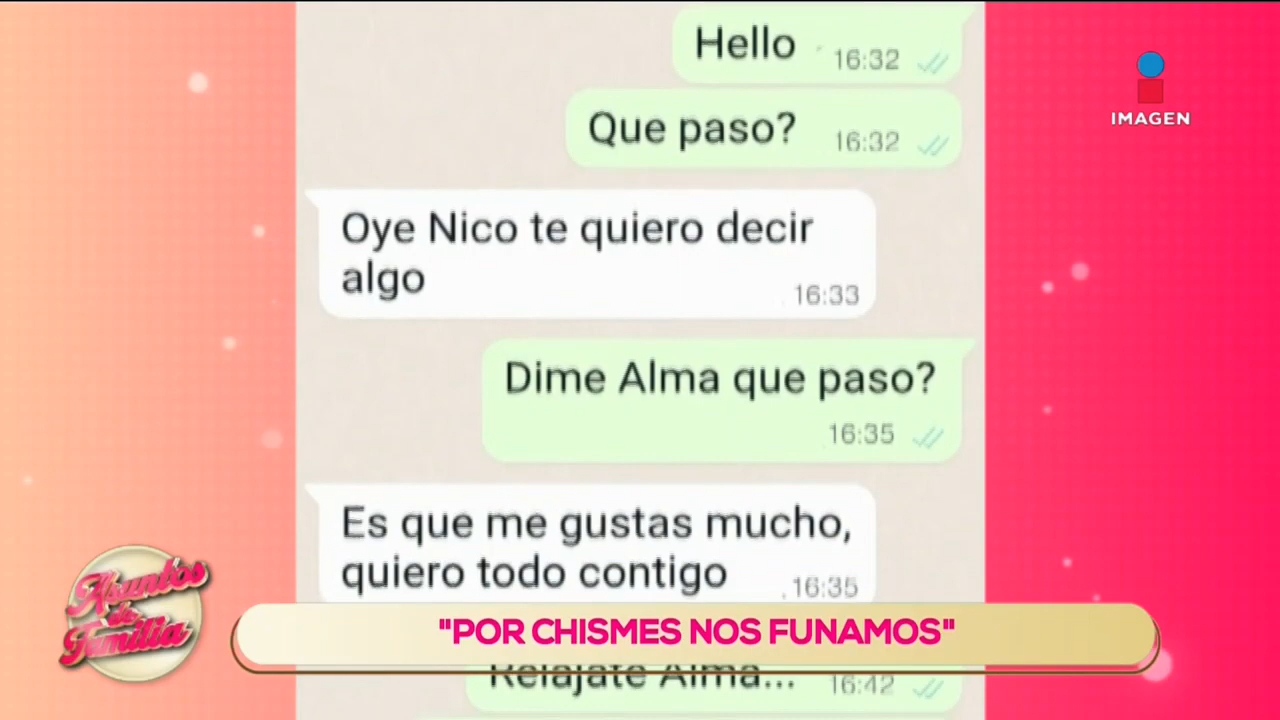 Hello 16:32
IMAGEN
Que paso? 16:32
Oye Nico te quiero decir
algo
16:33
Dime Alma que paso?
16:35
Es que me gustas mucho,
quiero todo contigo 16:35
Asuntos
de
Familia
"POR CHISMES NOS FUNAMOS"
Relajate Alma... 16:42